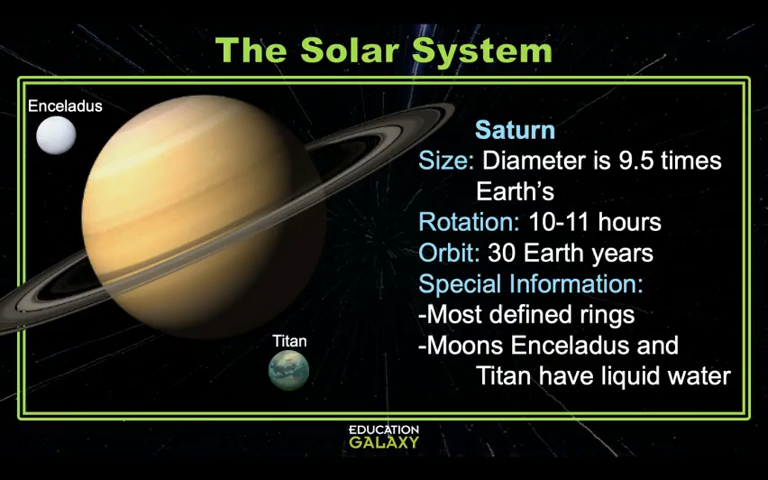 The Solar System
Enceladus
Saturn
Size: Diameter is 9.5 times
Earth's
Rotation: 10-11 hours
Orbit: 30 Earth years
Special Information:
-Most defined rings
-Moons Enceladus and
Titan have liquid water
Titan
EDUCATION
GALAXY